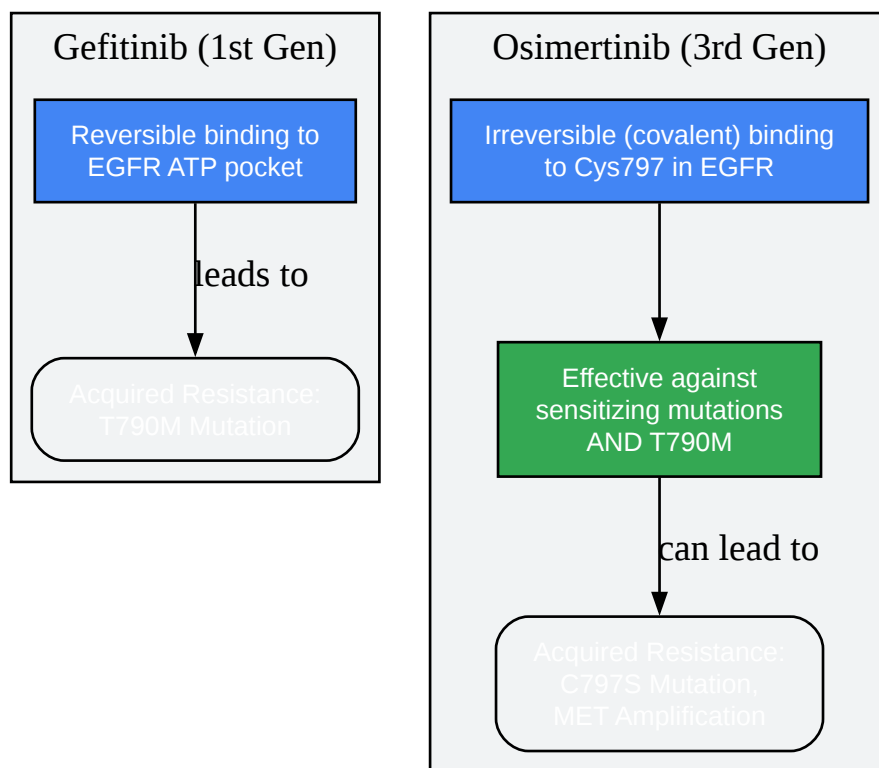 Gefitinib (1st Gen)
Reversible binding to
EGFR ATP pocket
leads to
Acquired Resistance:
T790M Mutation
Osimertinib (3rd Gen)
Irreversible (covalent) binding
to Cys797 in EGFR
Effective against
sensitizing mutations
AND T790M
can lead to
Acquired Resistance:
C797S Mutation,
MET Amplification